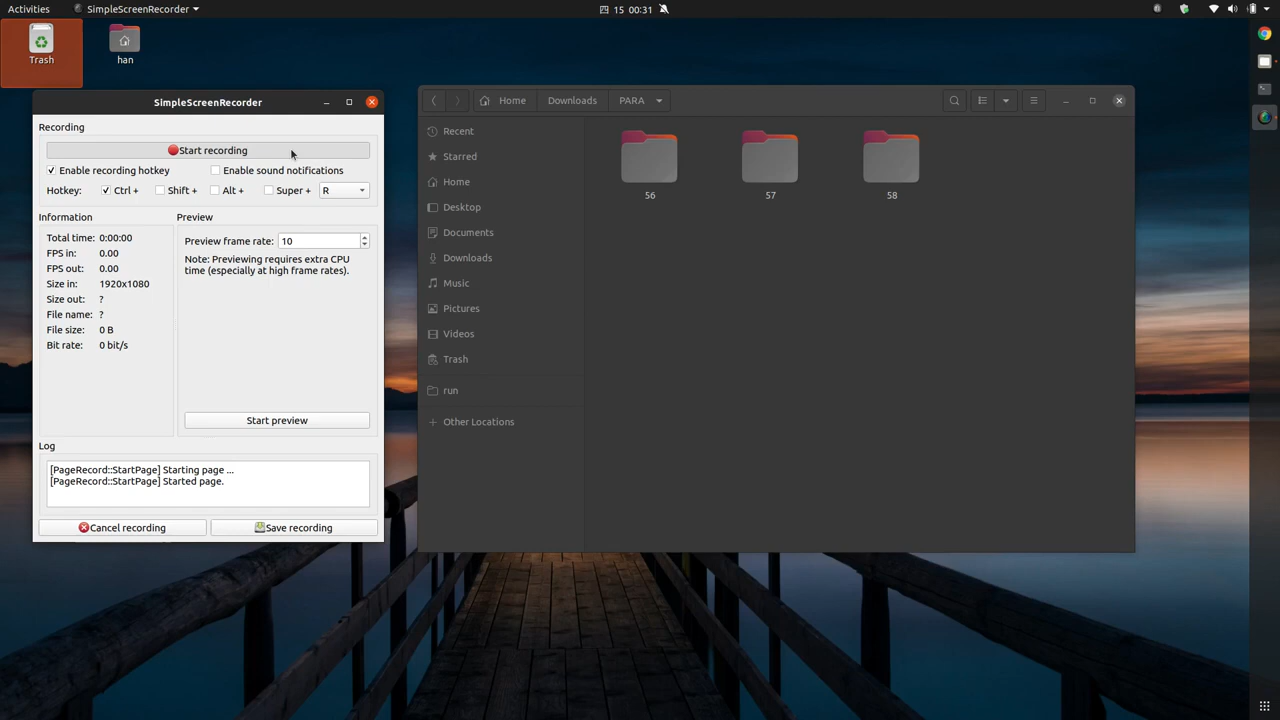 Activities
SimpleScreenRecorder
四 15 00:31
Trash
han
SimpleScreenRecorder
Recording
Start recording
Enable recording hotkey
Enable sound notifications
Hotkey:
Ctrl +
Shift +
Alt +
Super +
R
Information
Total time: 0:00:00
FPS in: 0.00
FPS out: 0.00
Size in: 1920x1080
Size out: ?
File name: ?
File size: 0 B
Bit rate: 0 bit/s
Preview
Preview frame rate: 10
Note: Previewing requires extra CPU
time (especially at high frame rates).
Start preview
Log
[PageRecord::StartPage] Starting page ...
[PageRecord::StartPage] Started page.
Cancel recording
Save recording
Home
Downloads
PARA
Recent
Starred
Home
Desktop
Documents
Downloads
Music
Pictures
Videos
Trash
run
Other Locations
56
57
58